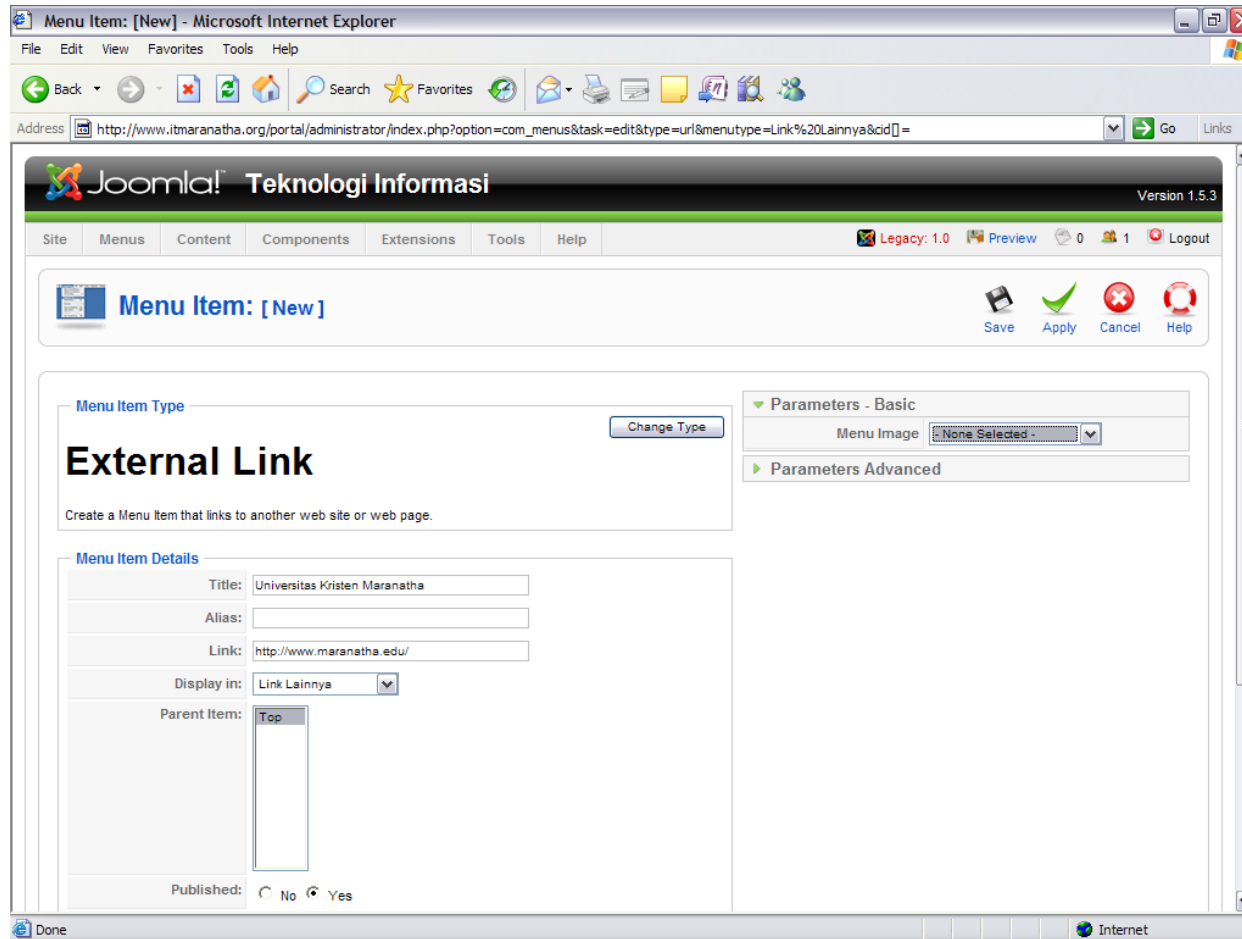 Menu Item: [New] - Microsoft Internet Explorer
File Edit View Favorites Tools Help
Back Search Favorites
Address http://www.itmaranatha.org/portal/administrator/index.php?option=com_menus&task=edit&type=url&menutype=Link%20Lainnya&cid[]= Go Links
Joomla! Teknologi Informasi
Version 1.5.3
Site Menus Content Components Extensions Tools Help Legacy: 1.0 Preview 0 1 Logout
Menu Item: [ New ]
Save Apply Cancel Help
Menu Item Type
Change Type
External Link
Create a Menu Item that links to another web site or web page.
Menu Item Details
Title: Universitas Kristen Maranatha
Alias:
Link: http://www.maranatha.edu/
Display in: Link Lainnya
Parent Item: Top
Published: No Yes
Parameters - Basic
Menu Image - None Selected -
Parameters Advanced
Done Internet